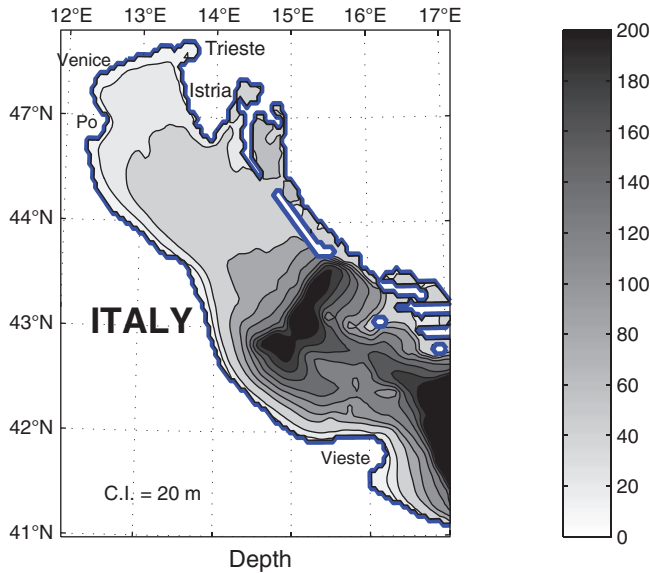 12°E 13°E 14°E 15°E 16°E 17°E
Trieste
Venice
Istria
47°N
Po
44°N
ITALY
43°N
42°N
Vieste
C.I. = 20 m
41°N
Depth
200
180
160
140
120
100
80
60
40
20
0